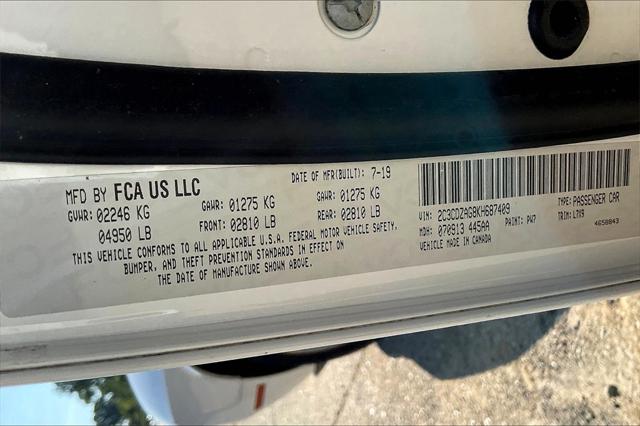 MFD BY FCA US LLC
DATE OF MFR(BUILT): 7-19
GVWR: 02246 KG
04950 LB
GAWR: 01275 KG
FRONT: 02810 LB
GAWR: 01275 KG
REAR: 02810 LB
THIS VEHICLE CONFORMS TO ALL APPLICABLE U.S.A. FEDERAL MOTOR VEHICLE SAFETY,
BUMPER, AND THEFT PREVENTION STANDARDS IN EFFECT ON
THE DATE OF MANUFACTURE SHOWN ABOVE.
VIN: 2C3CDZAG8KH687409
TYPE: PASSENGER CAR
MDH: 070913 445AA
PAINT: PW7
TRIM: L7X9
VEHICLE MADE IN CANADA
4658843